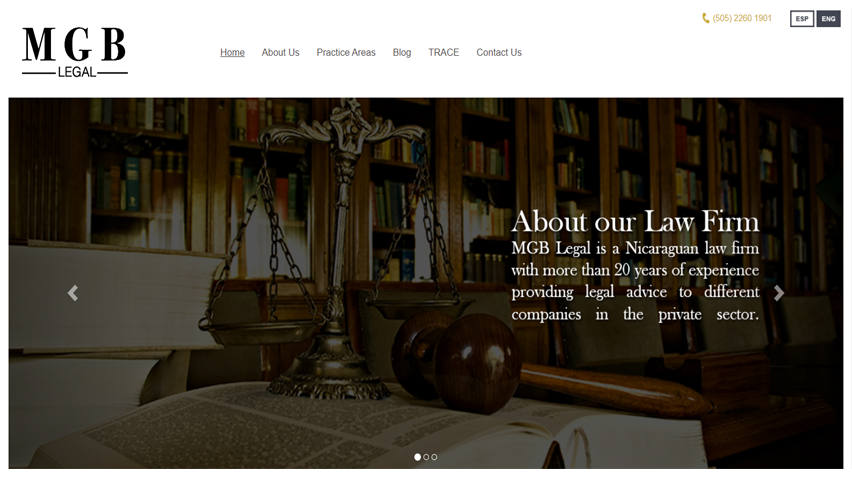 (505) 2260 1901
ESP
ENG
MGB
LEGAL
Home
About Us
Practice Areas
Blog
TRACE
Contact Us
About our Law Firm
MGB Legal is a Nicaraguan law firm
with more than 20 years of experience
providing legal advice to different
companies in the private sector.